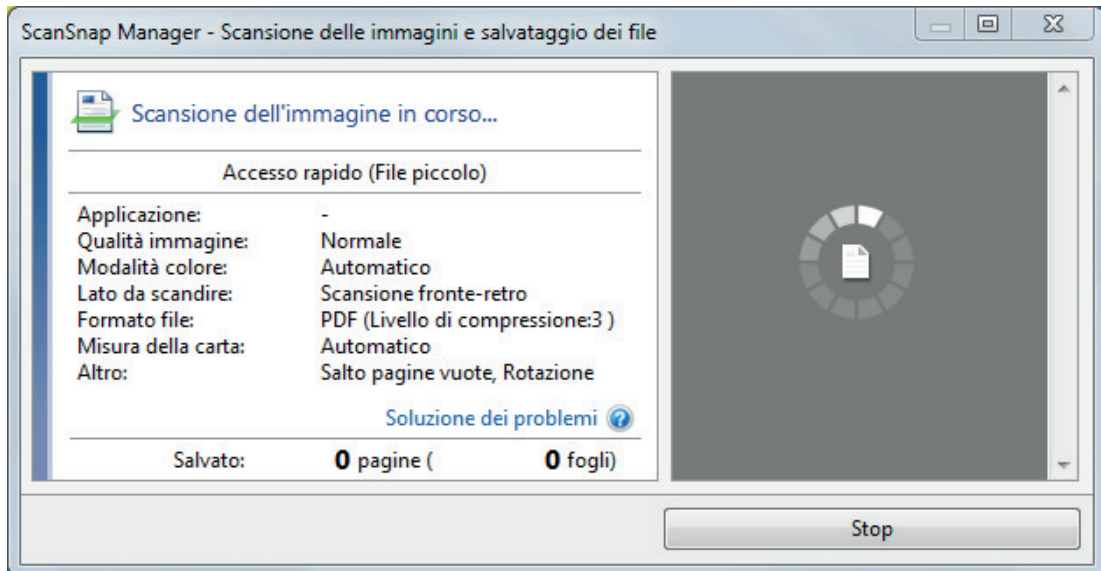 ScanSnap Manager - Scansione delle immagini e salvataggio dei file
Scansione dell'immagine in corso...
Accesso rapido (File piccolo)
Applicazione: -
Qualità immagine: Normale
Modalità colore: Automatico
Lato da scandire: Scansione fronte-retro
Formato file: PDF (Livello di compressione:3 )
Misura della carta: Automatico
Altro: Salto pagine vuote, Rotazione
Soluzione dei problemi ?
Salvato: 0 pagine ( 0 fogli)
Stop